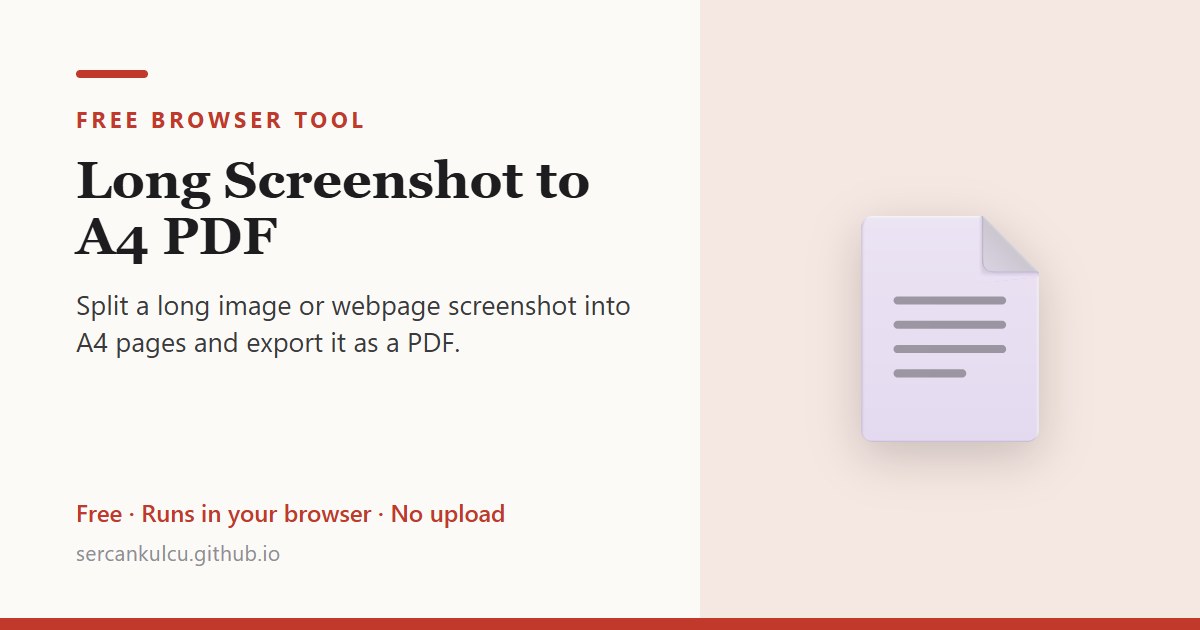 FREE BROWSER TOOL
Long Screenshot to
A4 PDF
Split a long image or webpage screenshot into
A4 pages and export it as a PDF.
Free · Runs in your browser · No upload
sercankulcu.github.io